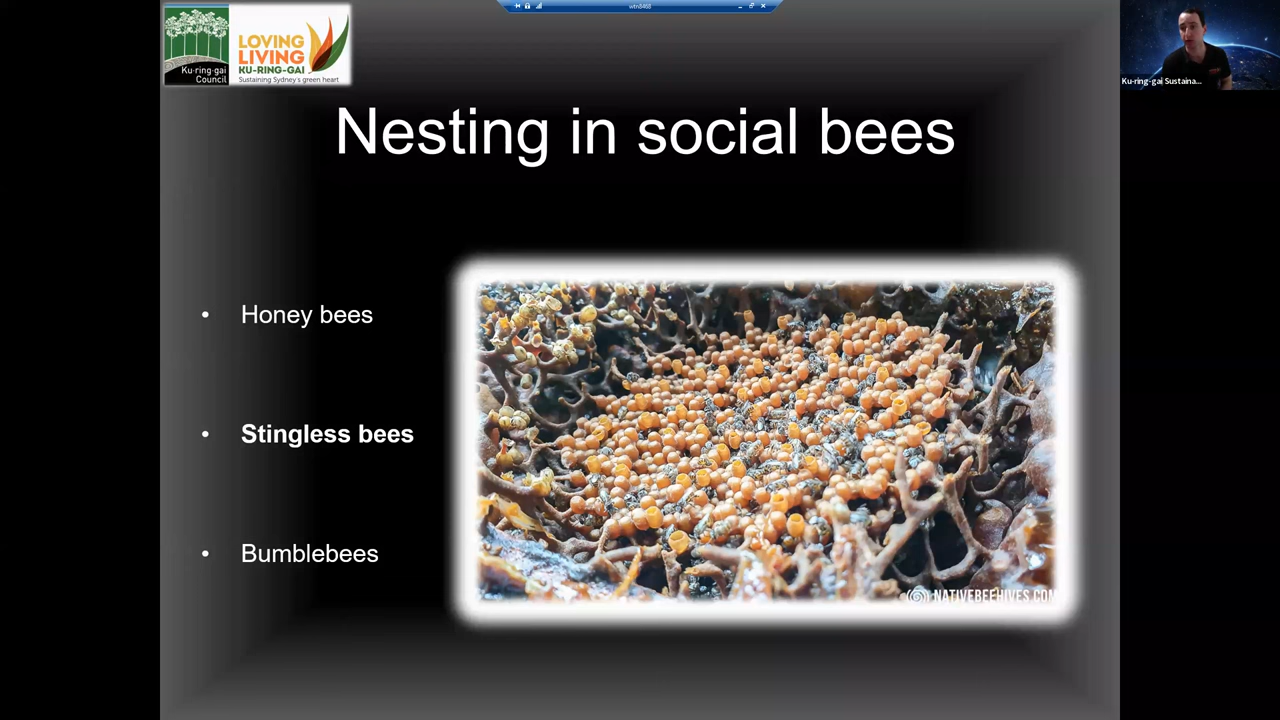 wtn8468
Ku-ring-gai
Council
LOVING
LIVING
KU-RING-GAI
Sustaining Sydney's green heart
Ku-ring-gai Sustaina...
Nesting in social bees
• Honey bees
• Stingless bees
• Bumblebees
NATIVEBEEHIVES.COM